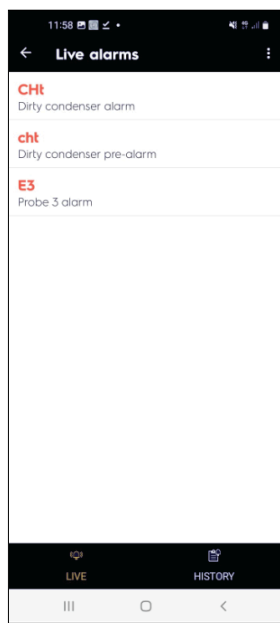 11:58
Live alarms
CHt
Dirty condenser alarm
cht
Dirty condenser pre-alarm
E3
Probe 3 alarm
LIVE
HISTORY